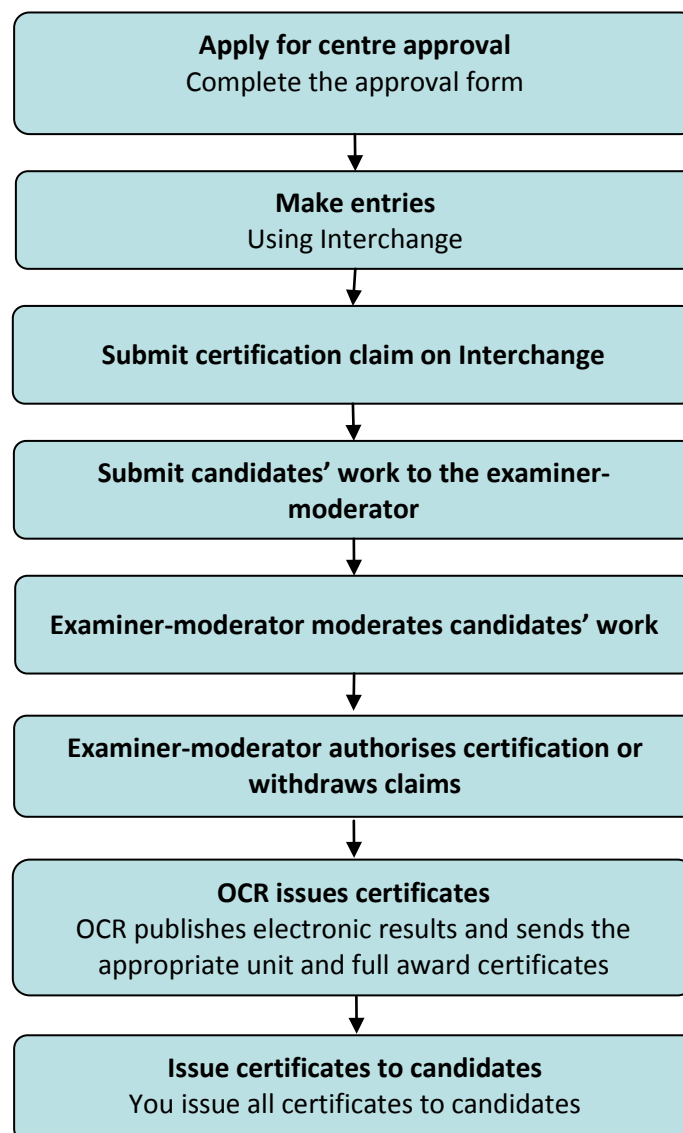 Apply for centre approval
Complete the approval form
Make entries
Using Interchange
Submit certification claim on Interchange
Submit candidates’ work to the examiner-
moderator
Examiner-moderator moderates candidates’ work
Examiner-moderator authorises certification or
withdraws claims
OCR issues certificates
OCR publishes electronic results and sends the
appropriate unit and full award certificates
Issue certificates to candidates
You issue all certificates to candidates